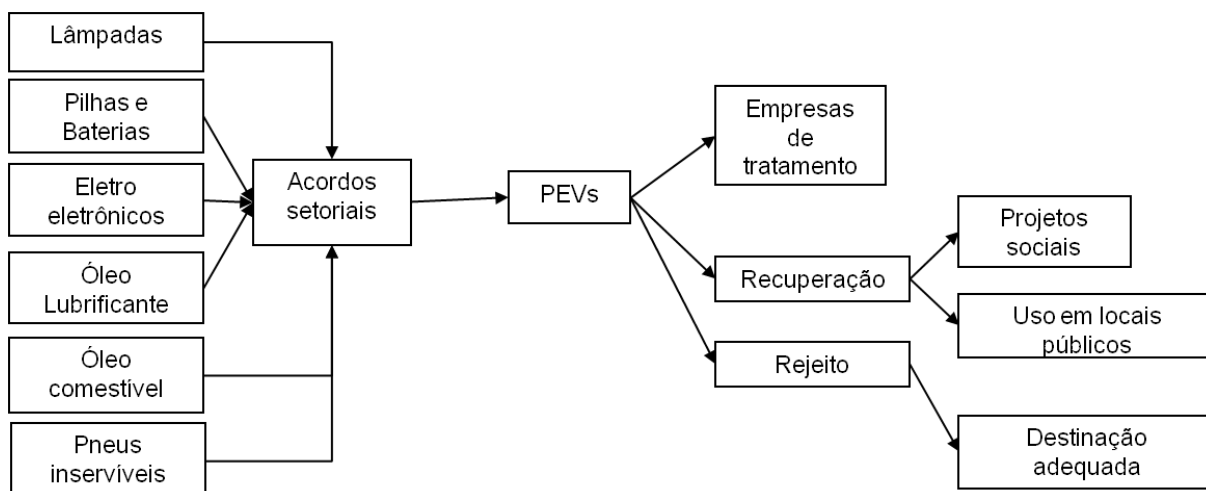 Lâmpadas
Pilhas e
Baterias
Eletro
eletrônicos
Óleo
Lubrificante
Óleo
comestível
Pneus
inservíveis
Acordos
setoriais
PEVs
Empresas
de
tratamento
Recuperação
Rejeito
Projetos
sociais
Uso em locais
públicos
Destinação
adequada